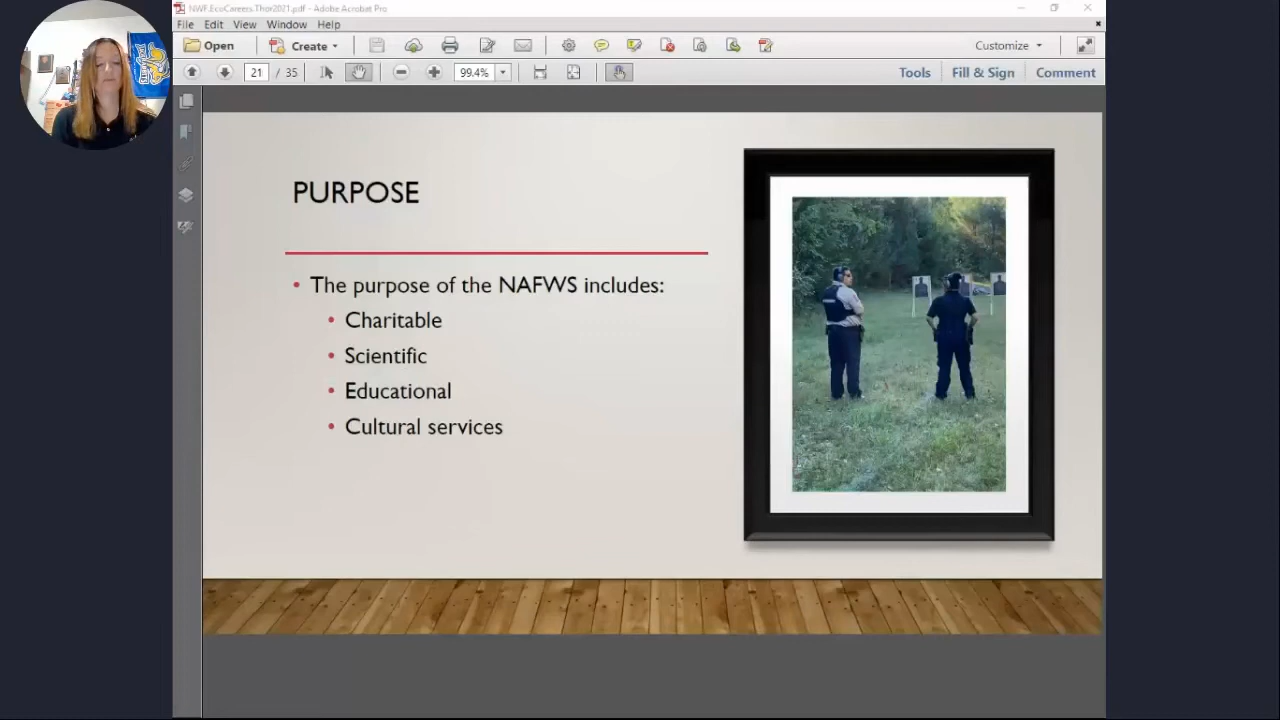 NWF.EcoCareers.Thor2021.pdf - Adobe Acrobat Pro
File Edit View Window Help
Open Create Customize
21 / 35 99.4% Tools Fill & Sign Comment
PURPOSE
• The purpose of the NAFWS includes:
• Charitable
• Scientific
• Educational
• Cultural services